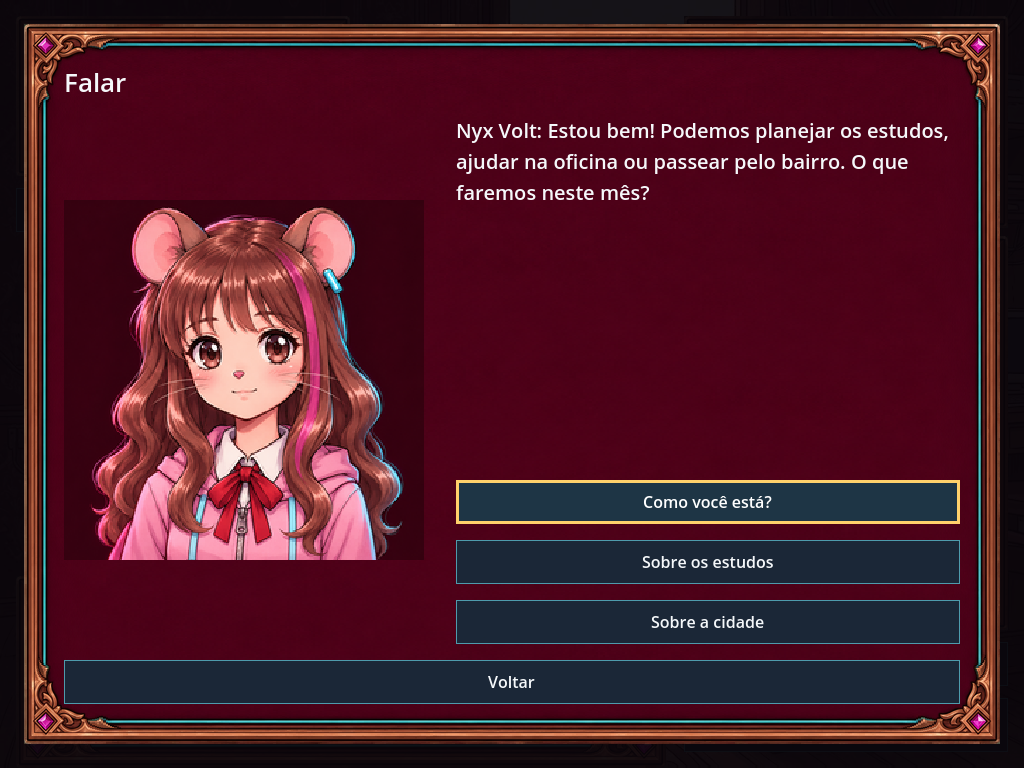 Falar
Nyx Volt: Estou bem! Podemos planejar os estudos,
ajudar na oficina ou passear pelo bairro. O que
faremos neste mês?
Como você está?
Sobre os estudos
Sobre a cidade
Voltar